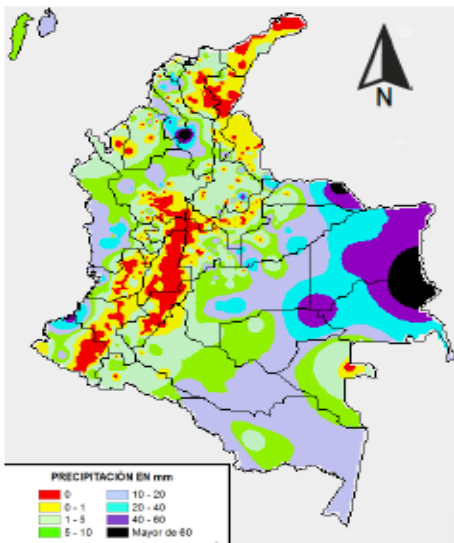 N
PRECIPITACIÓN EN mm
0 10 - 20
0 - 1 20 - 40
1 - 5 40 - 60
5 - 10 Mayor de 60